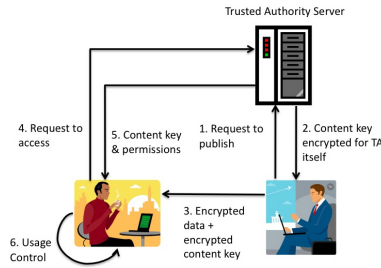 Trusted Authority Server
4. Request to
access
5. Content key
& permissions
1. Request to
publish
2. Content key
encrypted for TA
itself
3. Encrypted
data +
encrypted
content key
6. Usage
Control